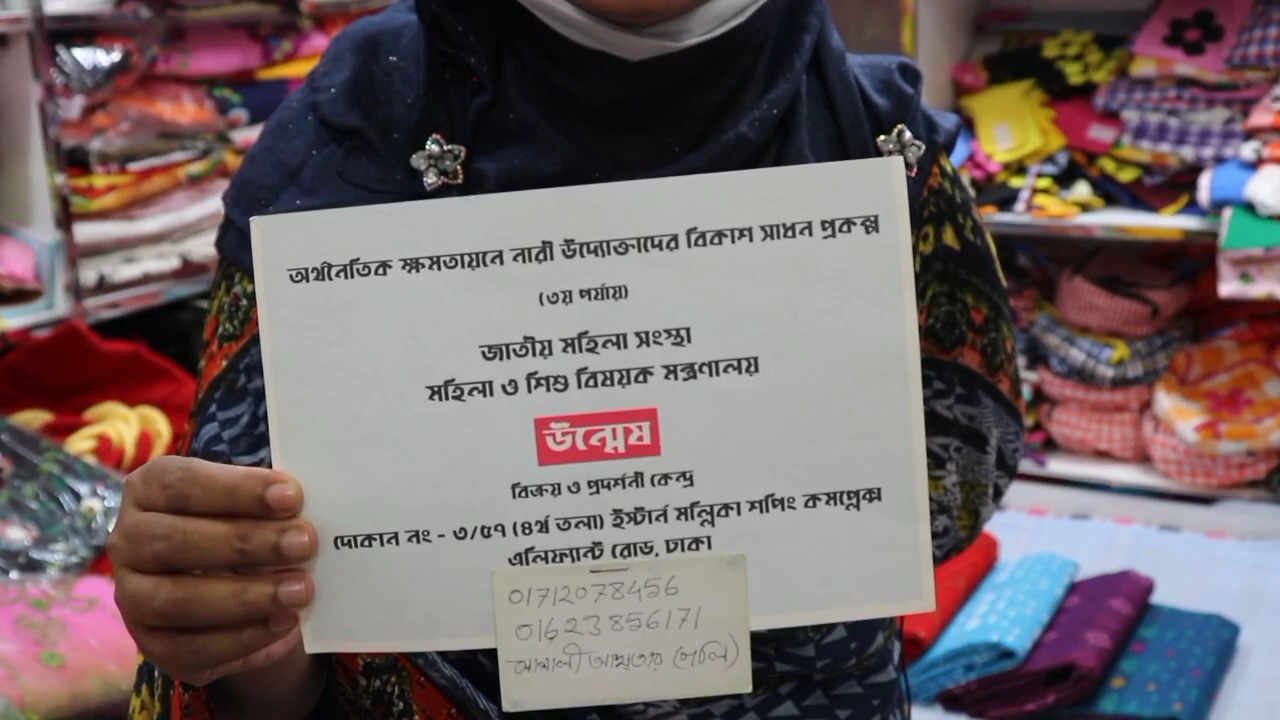 অর্থনৈতিক ক্ষমতায়নে নারী উদ্যোক্তাদের বিকাশ সাধন প্রকল্প
(৩য় পর্যায়)
জাতীয় মহিলা সংস্থা
মহিলা ও শিশু বিষয়ক মন্ত্রণালয়
উন্মেষ
বিক্রয় ও প্রদর্শনী কেন্দ্র
দোকান নং - ৩/৫৭ (৪র্থ তলা) ইস্টার্ন মল্লিকা শপিং কমপ্লেক্স
এলিফ্যান্ট রোড, ঢাকা
01712078456
01623856171
আক্তার